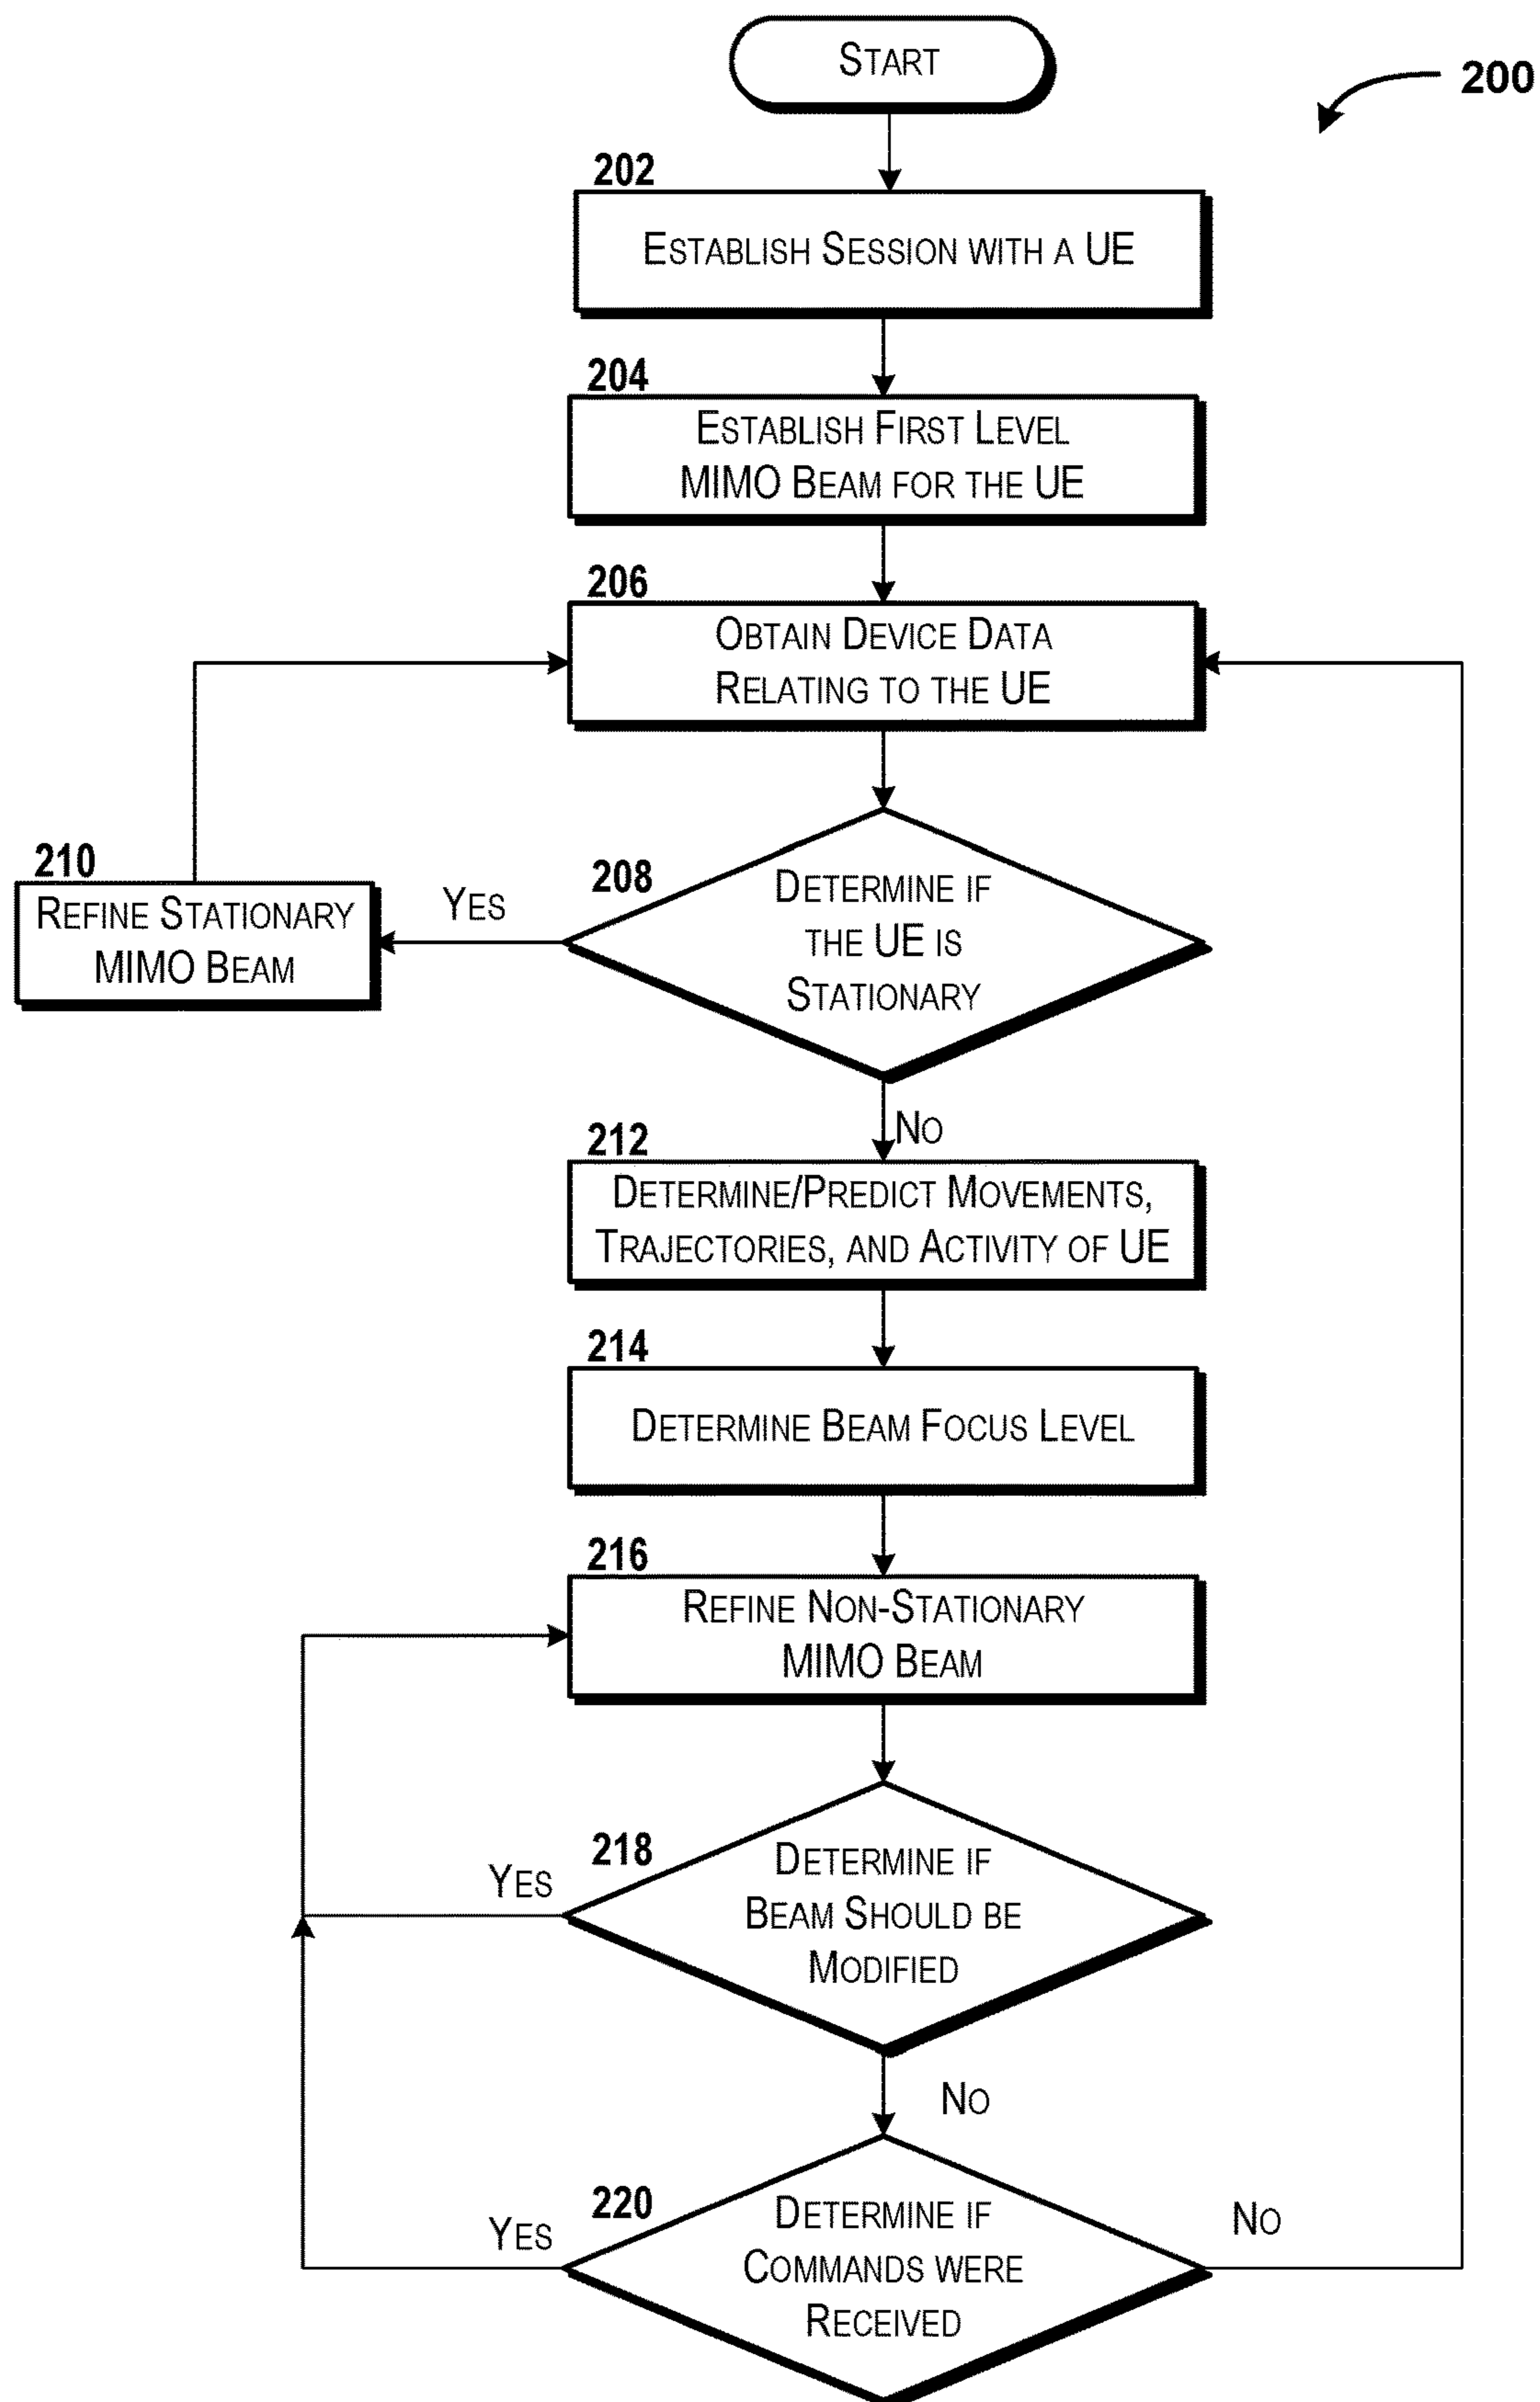 START
200
202
ESTABLISH SESSION WITH A UE
204
ESTABLISH FIRST LEVEL
MIMO BEAM FOR THE UE
206
OBTAIN DEVICE DATA
RELATING TO THE UE
210
REFINE STATIONARY
MIMO BEAM
YES
208
DETERMINE IF
THE UE IS
STATIONARY
NO
212
DETERMINE/PREDICT MOVEMENTS,
TRAJECTORIES, AND ACTIVITY OF UE
214
DETERMINE BEAM FOCUS LEVEL
216
REFINE NON-STATIONARY
MIMO BEAM
218
YES
DETERMINE IF
BEAM SHOULD BE
MODIFIED
NO
220
YES
DETERMINE IF
COMMANDS WERE
RECEIVED
NO